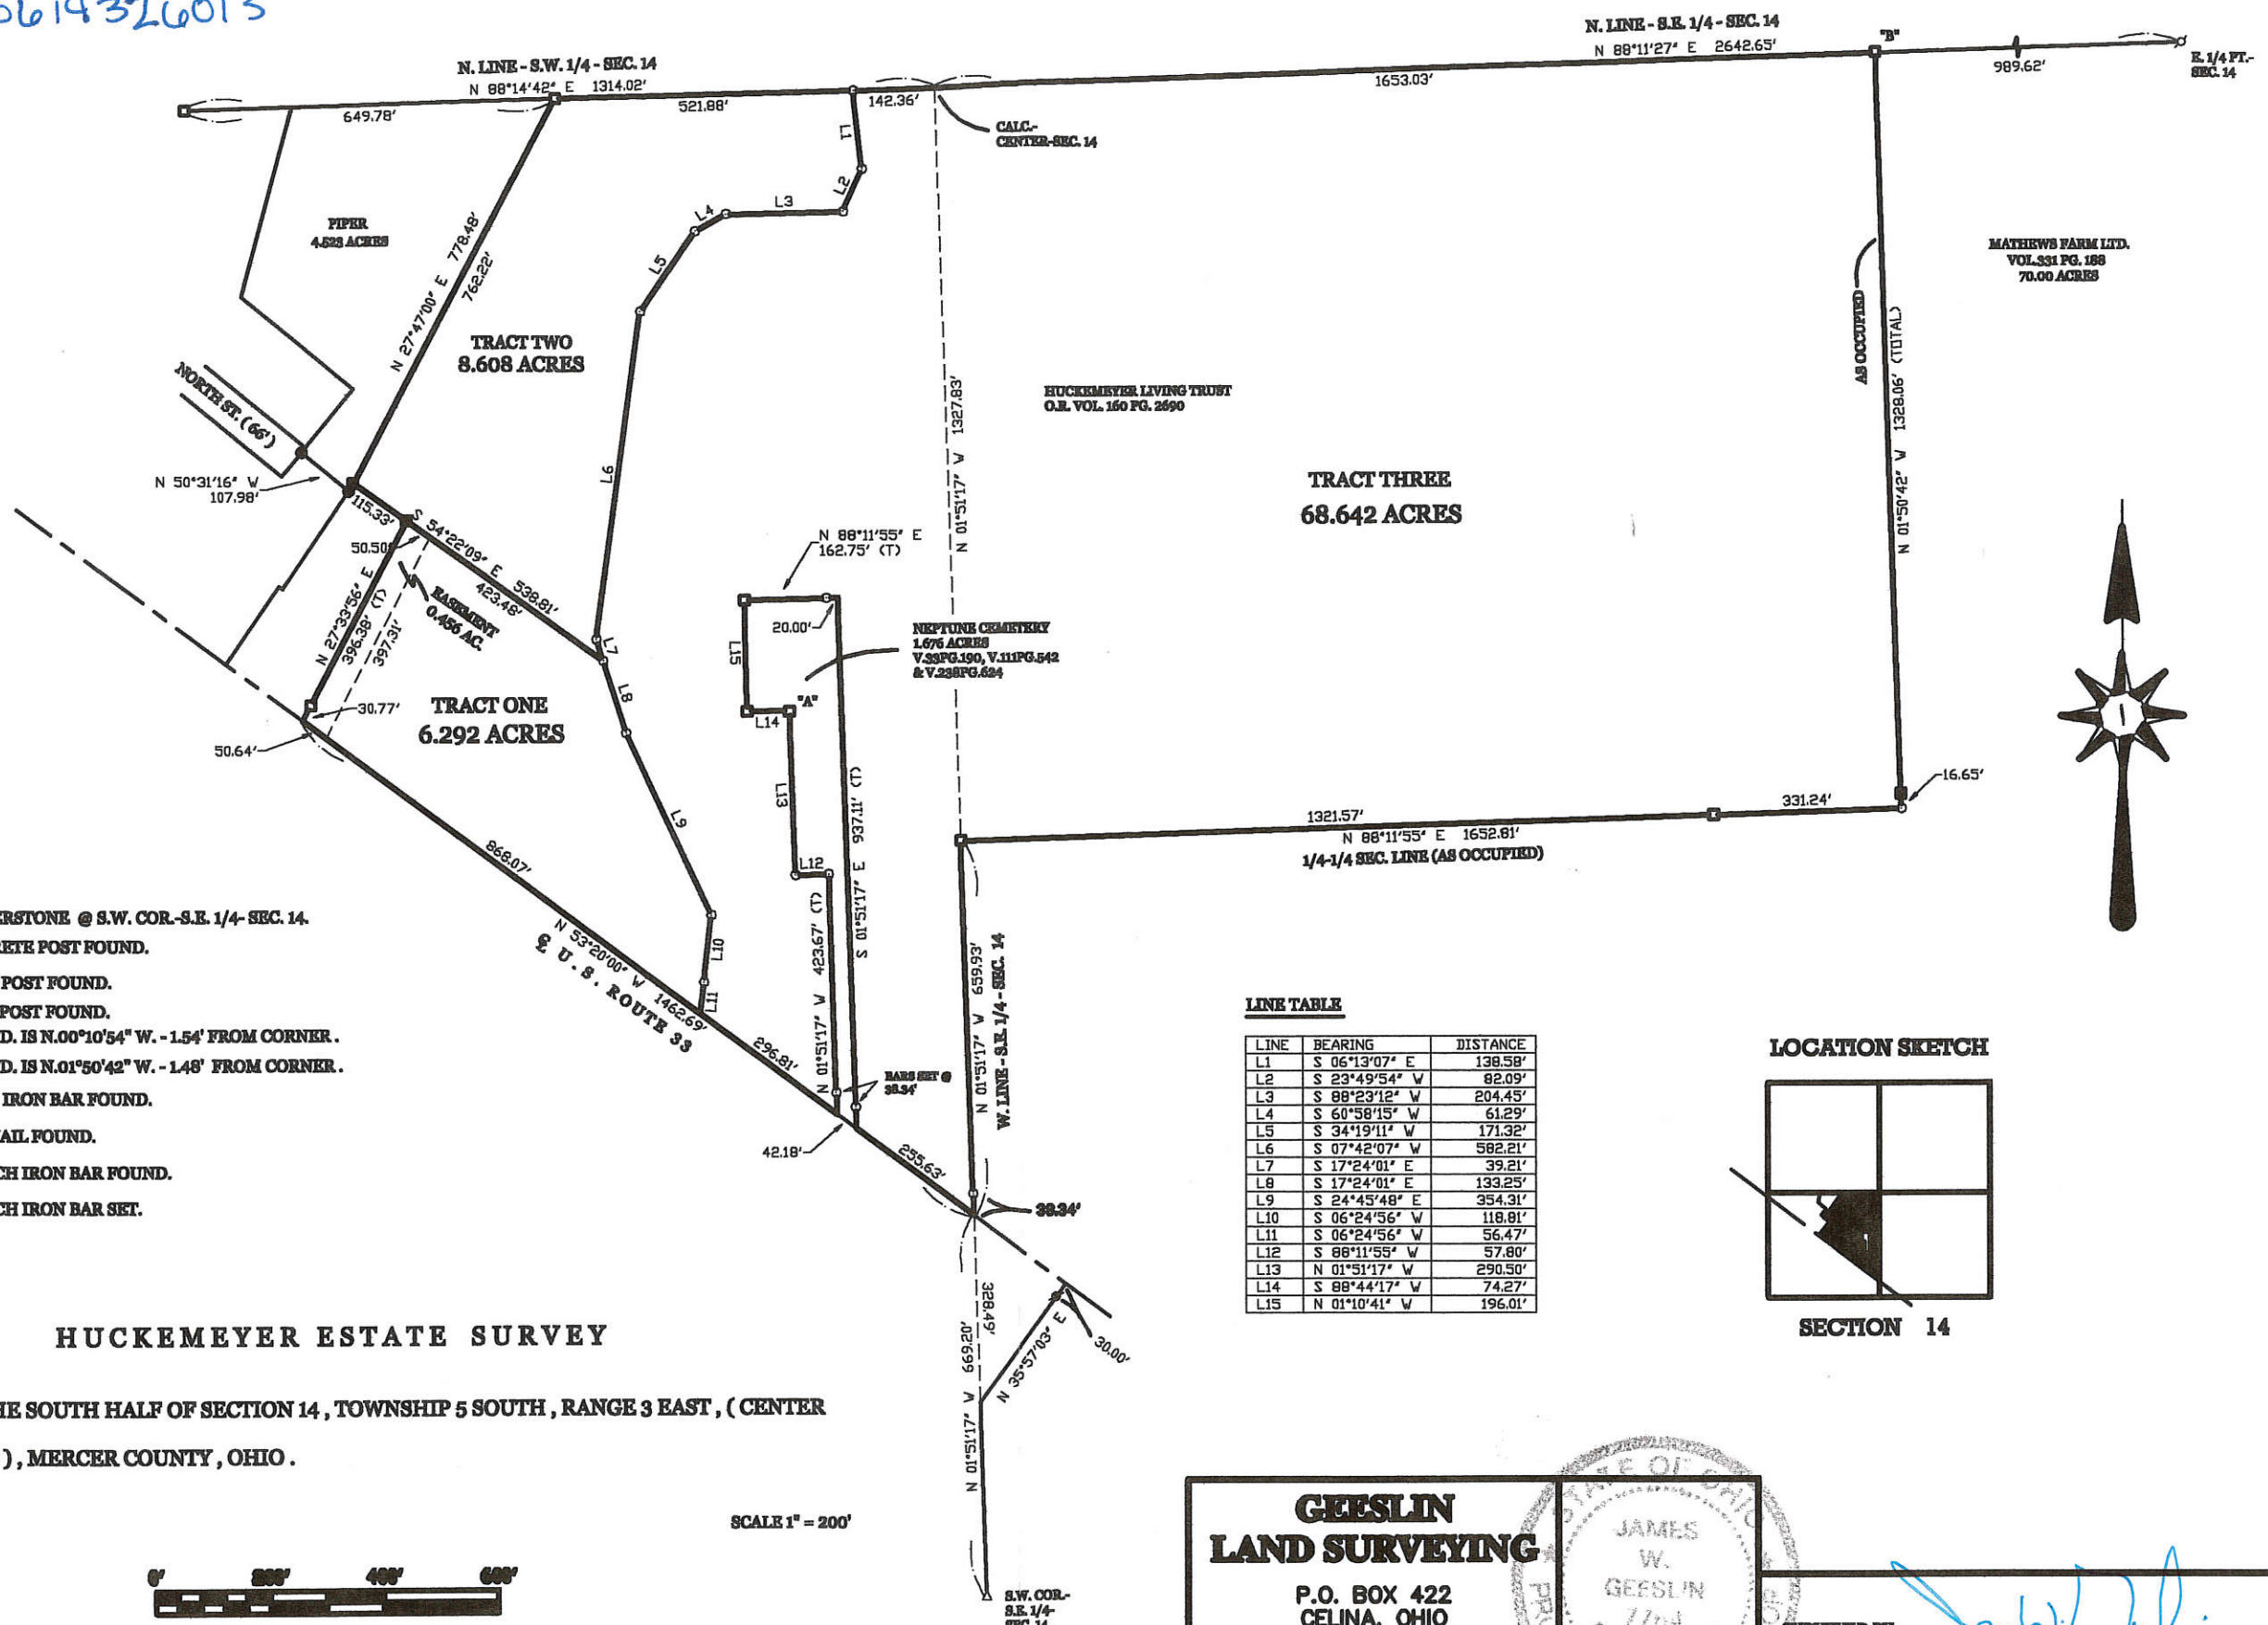 N. LINE - S.W. 1/4 - SEC. 14
N 88°14'42" E 1314.02'
649.78'
521.88'
142.36'
N. LINE - S.E. 1/4 - SEC. 14
N 88°11'27" E 2642.65'
1653.03'
"B"
989.62'
E. 1/4 PT.-
SEC. 14
CALC.-
CENTER-SEC. 14
L1
L2
L3
L4
L5
L6
L7
L8
L9
L10
L11
L12
L13
L14
L15
PIPER
4.523 ACRES
N 27°47'00" E 778.48'
762.22'
TRACT TWO
8.608 ACRES
NORTH ST. ( 66' )
N 50°31'16" W
107.98'
115.33'
S 54°22'09" E 538.81'
423.48'
50.50'
EASEMENT
0.456 AC.
N 27°33'56" E
396.38' (T)
397.31'
30.77'
50.64'
TRACT ONE
6.292 ACRES
868.07'
N 53°20'00" W 1462.69'
℄ U.S. ROUTE 33
296.81'
42.18'
255.63'
N 88°11'55" E
162.75' (T)
20.00'
NEPTUNE CEMETERY
1.676 ACRES
V.39PG.190, V.111PG.542
& V.238PG.624
"A"
S 01°51'17" E 937.11' (T)
N 01°51'17" W 423.67' (T)
BARS SET @
39.34'
N 01°51'17" W 1327.83'
HUCKEMEYER LIVING TRUST
O.R. VOL. 160 PG. 2690
TRACT THREE
68.642 ACRES
AS OCCUPIED
N 01°50'42" W 1328.06' (TOTAL)
MATHEWS FARM LTD.
VOL.331 PG. 188
70.00 ACRES
16.65'
1321.57'
331.24'
N 88°11'55" E 1652.81'
1/4-1/4 SEC. LINE (AS OCCUPIED)
N 01°51'17" W 659.93'
W. LINE - S.E. 1/4 - SEC. 14
39.34'
328.49'
N 01°51'17" W 669.20'
N 35°57'03" E
30.00'
S.W. COR.-
S.E. 1/4-
SEC. 14
ERSTONE @ S.W. COR.-S.E. 1/4- SEC. 14.
RETE POST FOUND.
POST FOUND.
POST FOUND.
D. IS N.00°10'54" W. - 1.54' FROM CORNER.
D. IS N.01°50'42" W. - 1.48' FROM CORNER.
IRON BAR FOUND.
AIL FOUND.
CH IRON BAR FOUND.
CH IRON BAR SET.
LINE TABLE
LINE BEARING DISTANCE
L1 S 06°13'07" E 138.58'
L2 S 23°49'54" W 82.09'
L3 S 88°23'12" W 204.45'
L4 S 60°58'15" W 61.29'
L5 S 34°19'11" W 171.32'
L6 S 07°42'07" W 582.21'
L7 S 17°24'01" E 39.21'
L8 S 17°24'01" E 133.25'
L9 S 24°45'48" E 354.31'
L10 S 06°24'56" W 118.81'
L11 S 06°24'56" W 56.47'
L12 S 88°11'55" W 57.80'
L13 N 01°51'17" W 290.50'
L14 S 88°44'17" W 74.27'
L15 N 01°10'41" W 196.01'
LOCATION SKETCH
SECTION 14
HUCKEMEYER ESTATE SURVEY
HE SOUTH HALF OF SECTION 14 , TOWNSHIP 5 SOUTH , RANGE 3 EAST , ( CENTER
) , MERCER COUNTY , OHIO .
SCALE 1" = 200'
0' 200' 400' 600'
GEESLIN
LAND SURVEYING
P.O. BOX 422
CELINA, OHIO
STATE OF OHIO
JAMES
W.
GEESLIN